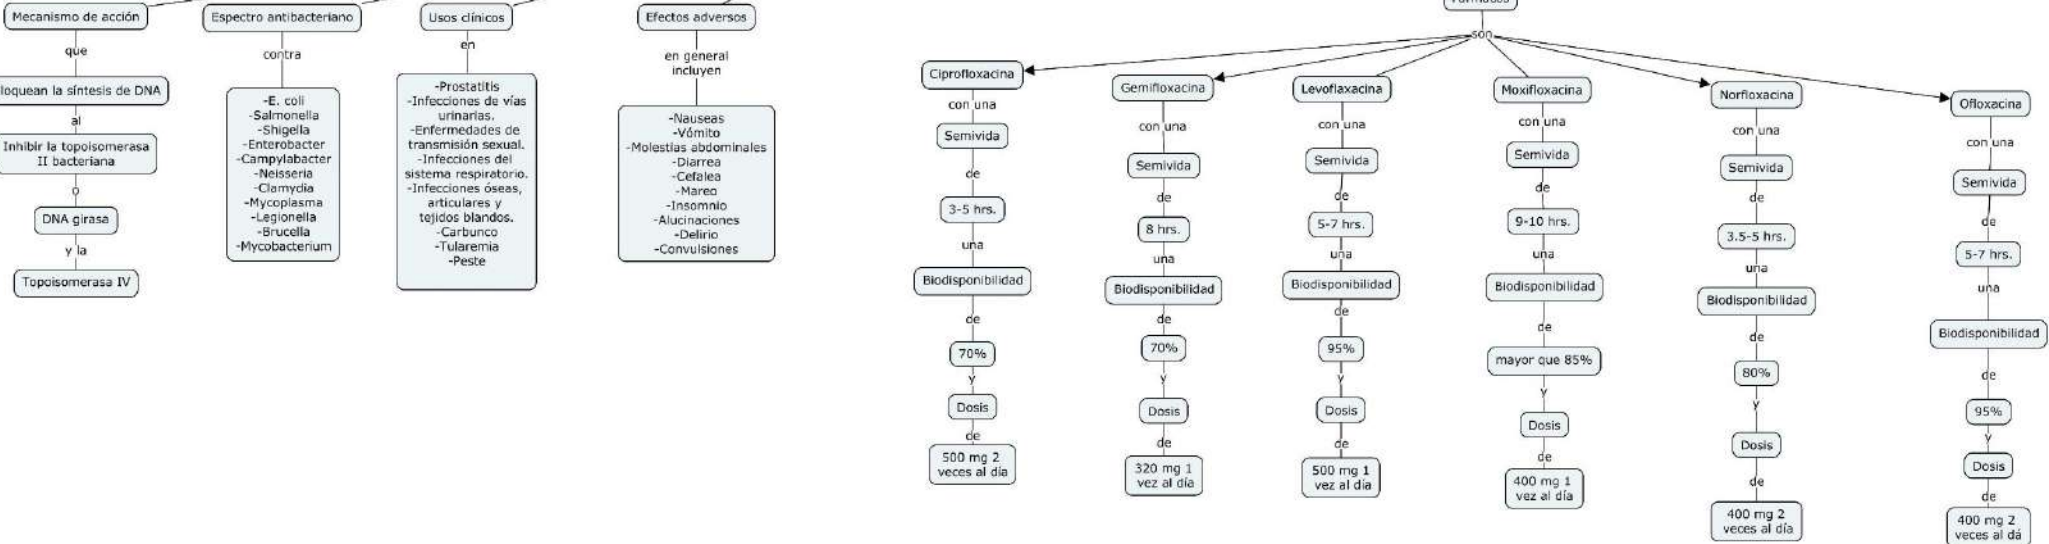 Mecanismo de acción
que
loquean la síntesis de DNA
al
Inhibir la topoisomerasa
II bacteriana
o
DNA girasa
y la
Topoisomerasa IV
Espectro antibacteriano
contra
-E. coli
-Salmonella
-Shigella
-Enterobacter
-Campylabacter
-Neisseria
-Clamydia
-Mycoplasma
-Legionella
-Brucella
-Mycobacterium
Usos clínicos
en
-Prostatitis
-Infecciones de vías
urinarias.
-Enfermedades de
transmisión sexual.
-Infecciones del
sistema respiratorio.
-Infecciones óseas,
articulares y
tejidos blandos.
-Carbunco
-Tularemia
-Peste
Efectos adversos
en general
incluyen
-Nauseas
-Vómito
-Molestias abdominales
-Diarrea
-Cefalea
-Mareo
-Insomnio
-Alucinaciones
-Delirio
-Convulsiones
son
Ciprofloxacina
con una
Semivida
de
3-5 hrs.
una
Biodisponibilidad
de
70%
y
Dosis
de
500 mg 2
veces al día
Gemifloxacina
con una
Semivida
de
8 hrs.
una
Biodisponibilidad
de
70%
y
Dosis
de
320 mg 1
vez al día
Levoflaxacina
con una
Semivida
de
5-7 hrs.
una
Biodisponibilidad
de
95%
y
Dosis
de
500 mg 1
vez al día
Moxifloxacina
con una
Semivida
de
9-10 hrs.
una
Biodisponibilidad
de
mayor que 85%
y
Dosis
de
400 mg 1
vez al día
Norfloxacina
con una
Semivida
de
3.5-5 hrs.
una
Biodisponibilidad
de
80%
y
Dosis
de
400 mg 2
veces al día
Ofloxacina
con una
Semivida
de
5-7 hrs.
una
Biodisponibilidad
de
95%
y
Dosis
de
400 mg 2
veces al dá